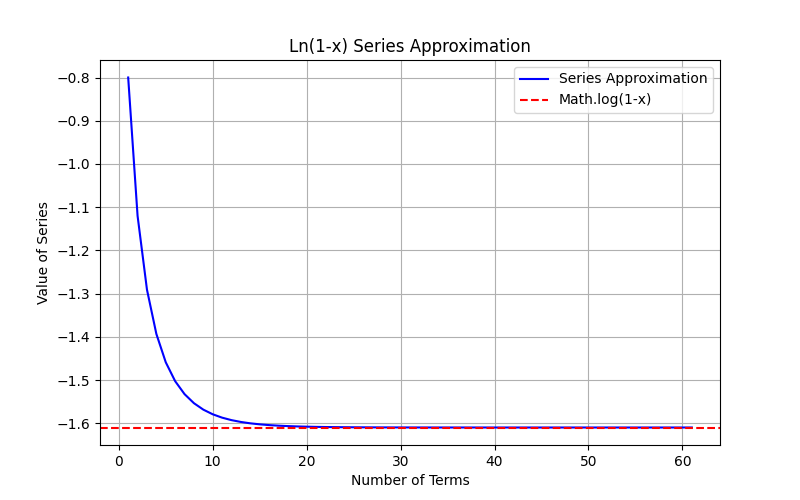 Ln(1-x) Series Approximation
Series Approximation
Math.log(1-x)
−0.8
−0.9
−1.0
−1.1
−1.2
−1.3
−1.4
−1.5
−1.6
Value of Series
0 10 20 30 40 50 60
Number of Terms